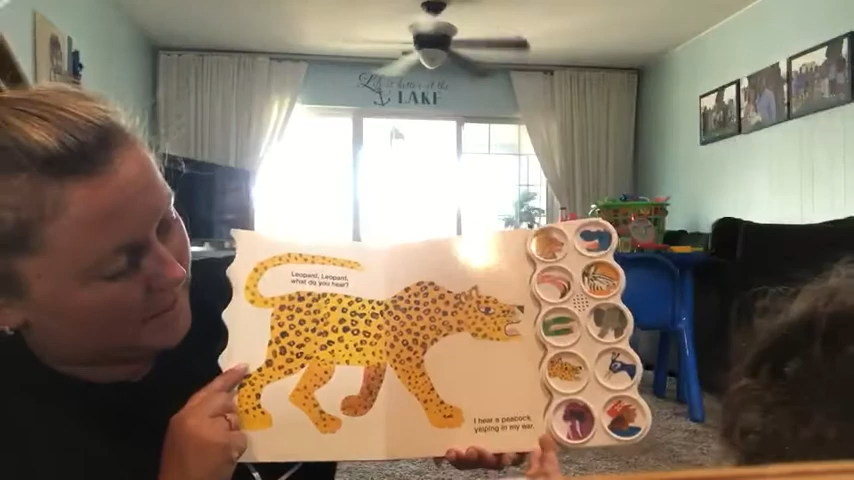 Life is better at the
LAKE
Leopard, Leopard,
what do you hear?
I hear a peacock,
yelping in my ear.